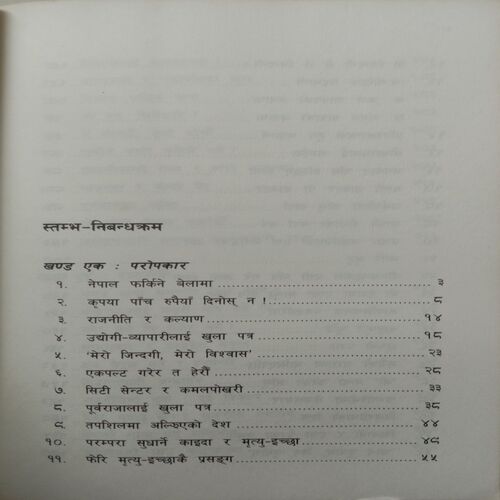 स्तम्भ-निबन्धक्रम
खण्ड एक : परोपकार
१. नेपाल फर्किने बेलामा ३
२. कृपया पाँच रुपैयाँ दिनोस् न ! ८
३. राजनीति र कल्याण १४
४. उद्योगी-व्यापारीलाई खुला पत्र १८
५. 'मेरो जिन्दगी, मेरो विश्वास' २३
६. एकपल्ट गरेर त हेरौँ २८
७. सिटी सेन्टर र कमलपोखरी ३३
८. पूर्वराजालाई खुला पत्र ३८
९. तपशिलमा अल्झिएको देश ४४
१०. परम्परा सुधार्ने काइदा र मृत्यु-इच्छा ४९
११. फेरि मृत्यु-इच्छाकै प्रसङ्ग ५५